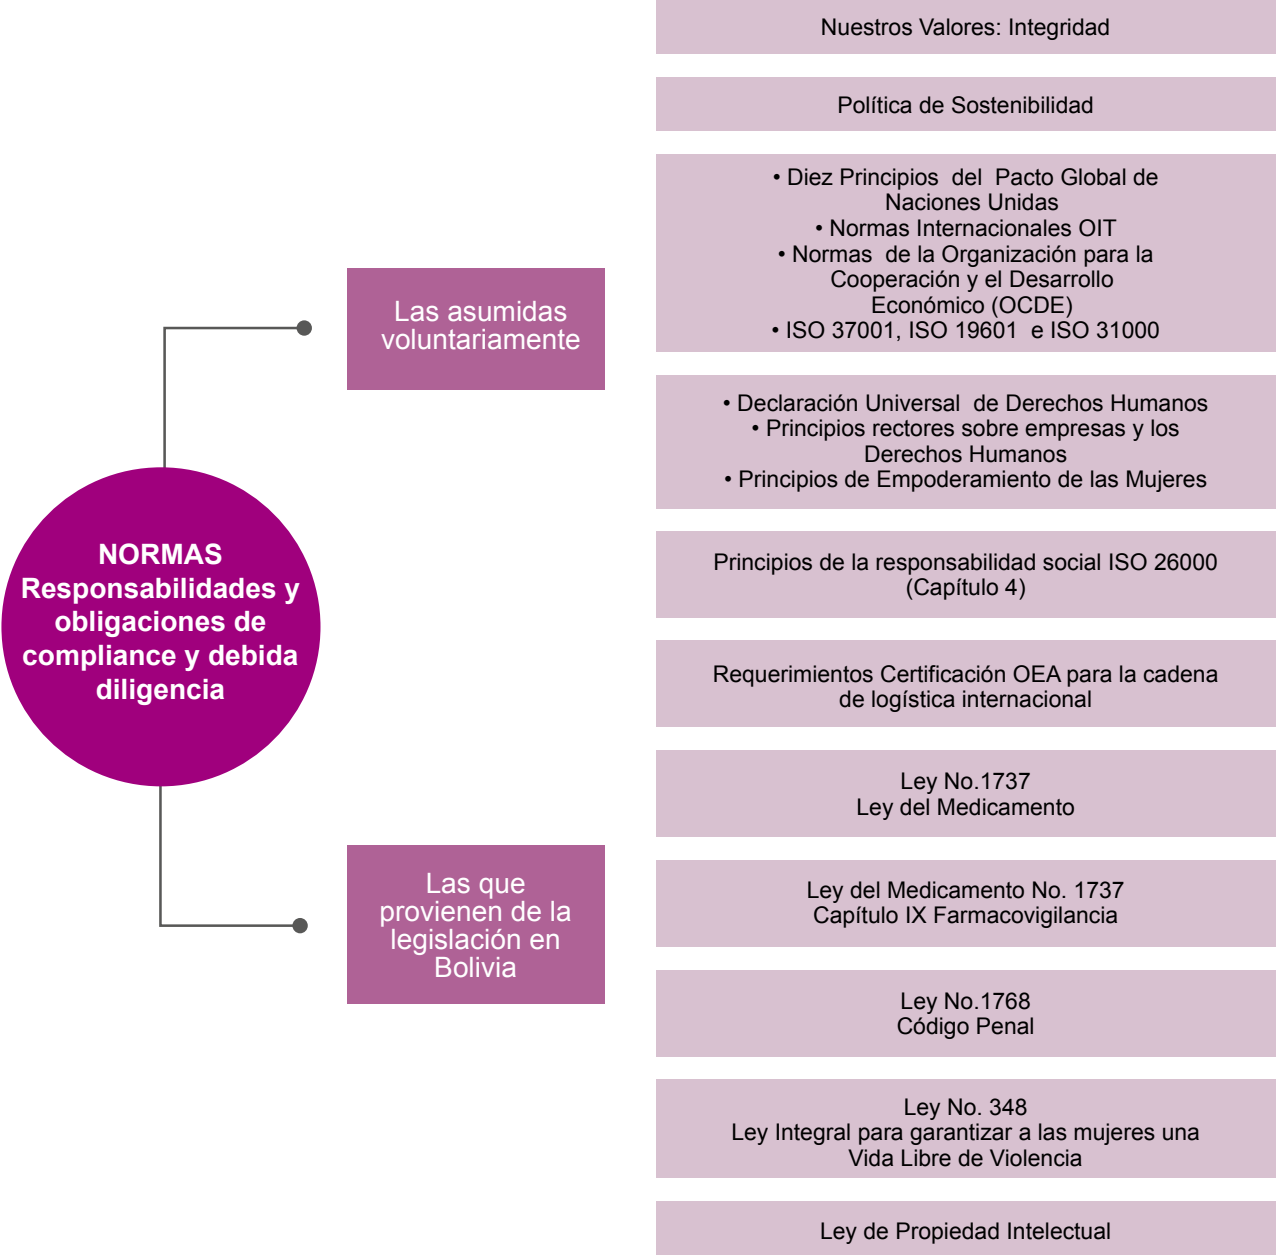 NORMAS
Responsabilidades y
obligaciones de
compliance y debida
diligencia
Las asumidas
voluntariamente
Nuestros Valores: Integridad
Política de Sostenibilidad
• Diez Principios del Pacto Global de
Naciones Unidas
• Normas Internacionales OIT
• Normas de la Organización para la
Cooperación y el Desarrollo
Económico (OCDE)
• ISO 37001, ISO 19601 e ISO 31000
• Declaración Universal de Derechos Humanos
• Principios rectores sobre empresas y los
Derechos Humanos
• Principios de Empoderamiento de las Mujeres
Principios de la responsabilidad social ISO 26000
(Capítulo 4)
Requerimientos Certificación OEA para la cadena
de logística internacional
Las que
provienen de la
legislación en
Bolivia
Ley No.1737
Ley del Medicamento
Ley del Medicamento No. 1737
Capítulo IX Farmacovigilancia
Ley No.1768
Código Penal
Ley No. 348
Ley Integral para garantizar a las mujeres una
Vida Libre de Violencia
Ley de Propiedad Intelectual